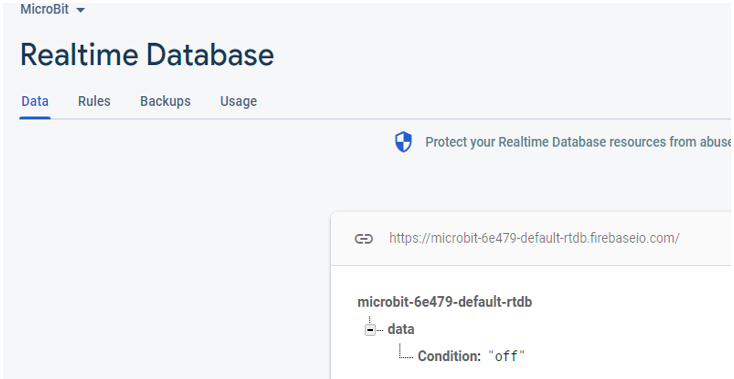 MicroBit
Realtime Database
Data Rules Backups Usage
Protect your Realtime Database resources from abuse
https://microbit-6e479-default-rtdb.firebaseio.com/
microbit-6e479-default-rtdb
data
Condition: "off"